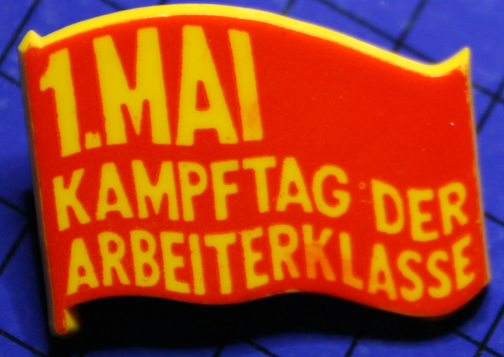 1.MAI
KAMPFTAG DER
ARBEITERKLASSE